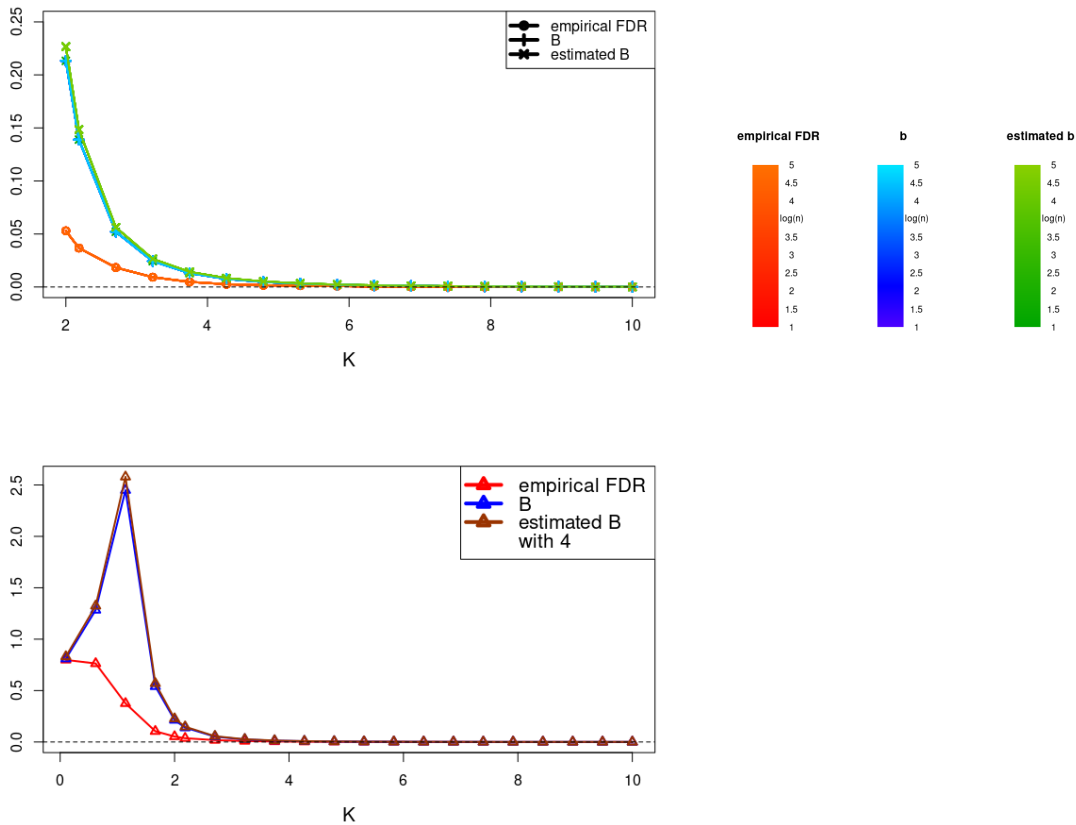 0.25
0.20
0.15
0.10
0.05
0.00
empirical FDR
B
estimated B
2 4 6 8 10
K
empirical FDR b estimated b
5 5 5
4.5 4.5 4.5
log(n) log(n) log(n)
3.5 3.5 3.5
3 3 3
2.5 2.5 2.5
2 2 2
1.5 1.5 1.5
1 1 1
2.5
2.0
1.5
1.0
0.5
0.0
empirical FDR
B
estimated B
with 4
0 2 4 6 8 10
K